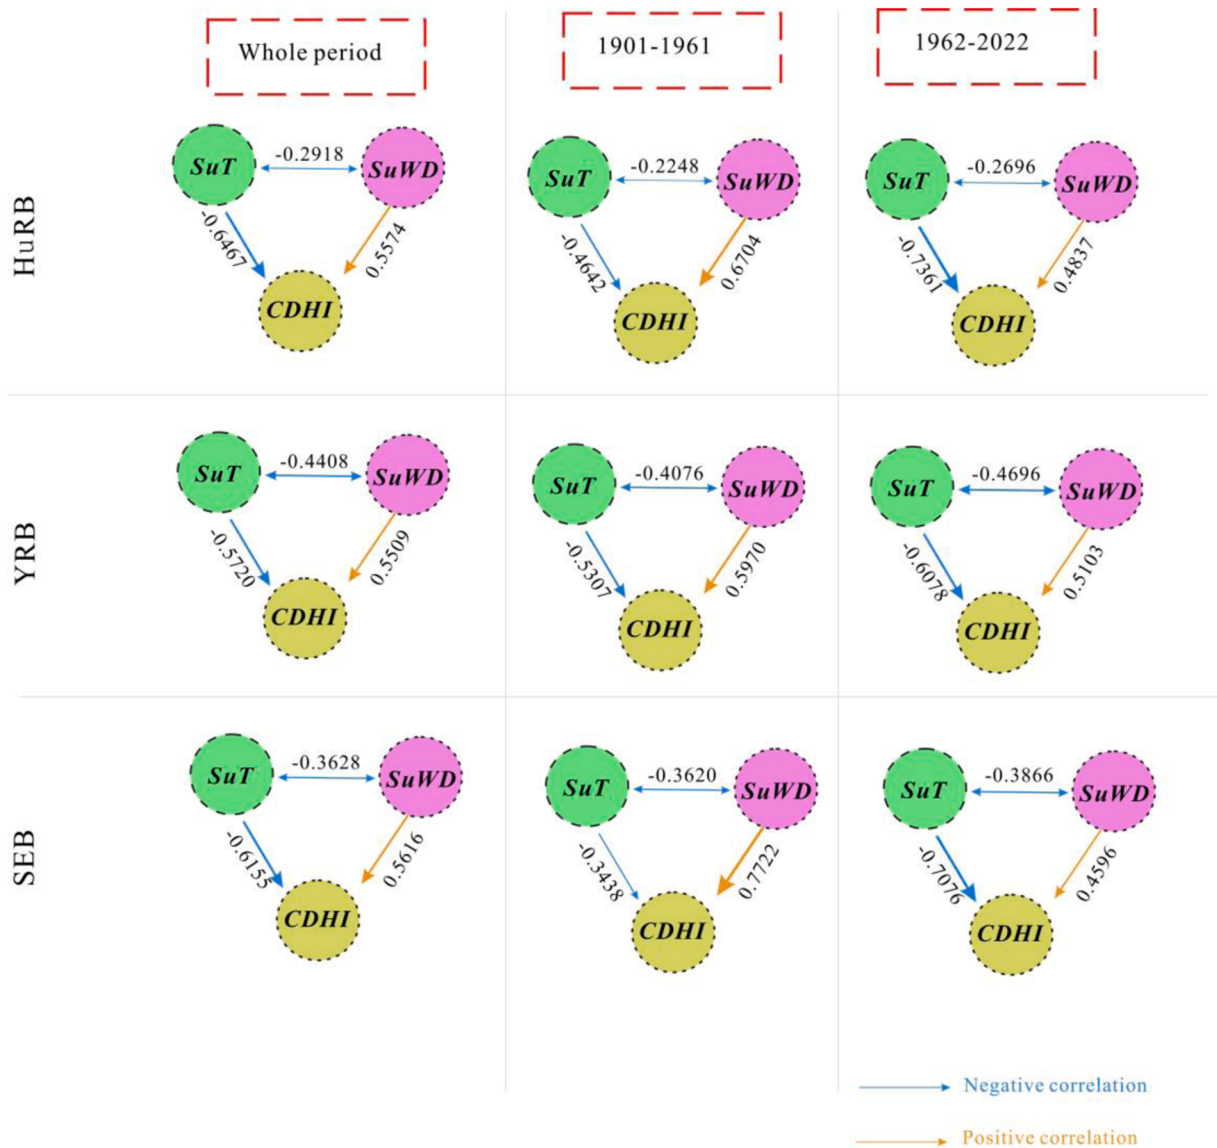 Whole period
1901-1961
1962-2022
HuRB
SuT
-0.2918
SuWD
-0.6467
0.5574
CDHI
SuT
-0.2248
SuWD
-0.4642
0.6704
CDHI
SuT
-0.2696
SuWD
-0.7361
0.4837
CDHI
YRB
SuT
-0.4408
SuWD
-0.5720
0.5509
CDHI
SuT
-0.4076
SuWD
-0.5307
0.5970
CDHI
SuT
-0.4696
SuWD
-0.6078
0.5103
CDHI
SEB
SuT
-0.3628
SuWD
-0.6155
0.5616
CDHI
SuT
-0.3620
SuWD
-0.3438
0.7722
CDHI
SuT
-0.3866
SuWD
-0.7076
0.4596
CDHI
Negative correlation
Positive correlation